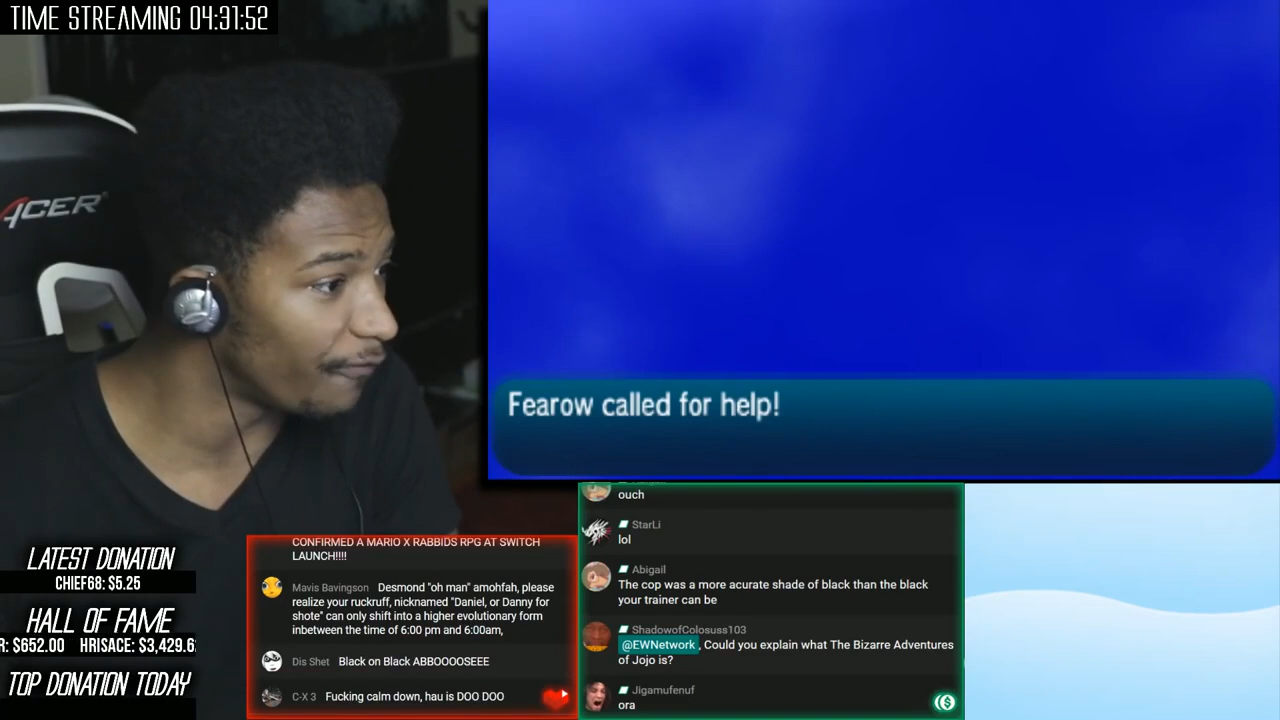 TIME STREAMING 04:31:52
ACER
Fearow called for help!
LATEST DONATION
CHIEF68: $5.25
HALL OF FAME
R: $652.00 HRISACE: $3,429.6
TOP DONATION TODAY
CONFIRMED A MARIO X RABBIDS RPG AT SWITCH
LAUNCH!!!!
Mavis Bavingson Desmond "oh man" amohfah, please
realize your ruckruff, nicknamed "Daniel, or Danny for
shote" can only shift into a higher evolutionary form
inbetween the time of 6:00 pm and 6:00am,
Dis Shet Black on Black ABBOOOOSEEE
C-X 3 Fucking calm down, hau is DOO DOO
ouch
StarLi
lol
Abigail
The cop was a more acurate shade of black than the black
your trainer can be
ShadowofColosuss103
@EWNetwork , Could you explain what The Bizarre Adventures
of Jojo is?
Jigamufenuf
ora